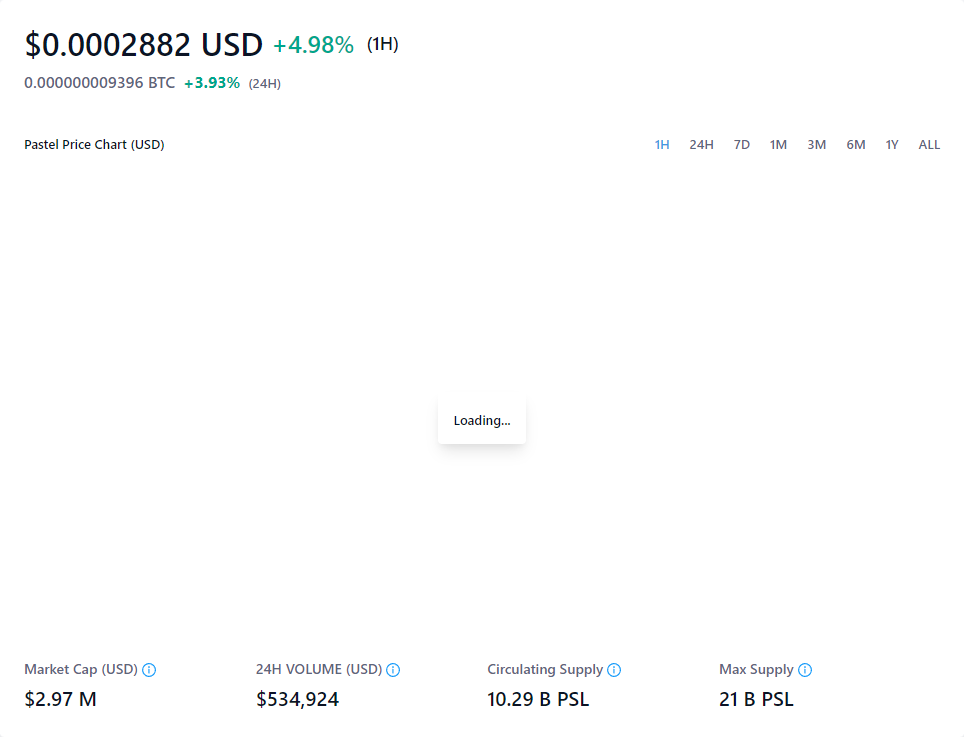 $0.0002882 USD +4.98% (1H)
0.000000009396 BTC +3.93% (24H)
Pastel Price Chart (USD) 1H 24H 7D 1M 3M 6M 1Y ALL
Loading...
Market Cap (USD) 24H VOLUME (USD) Circulating Supply Max Supply
$2.97 M $534,924 10.29 B PSL 21 B PSL